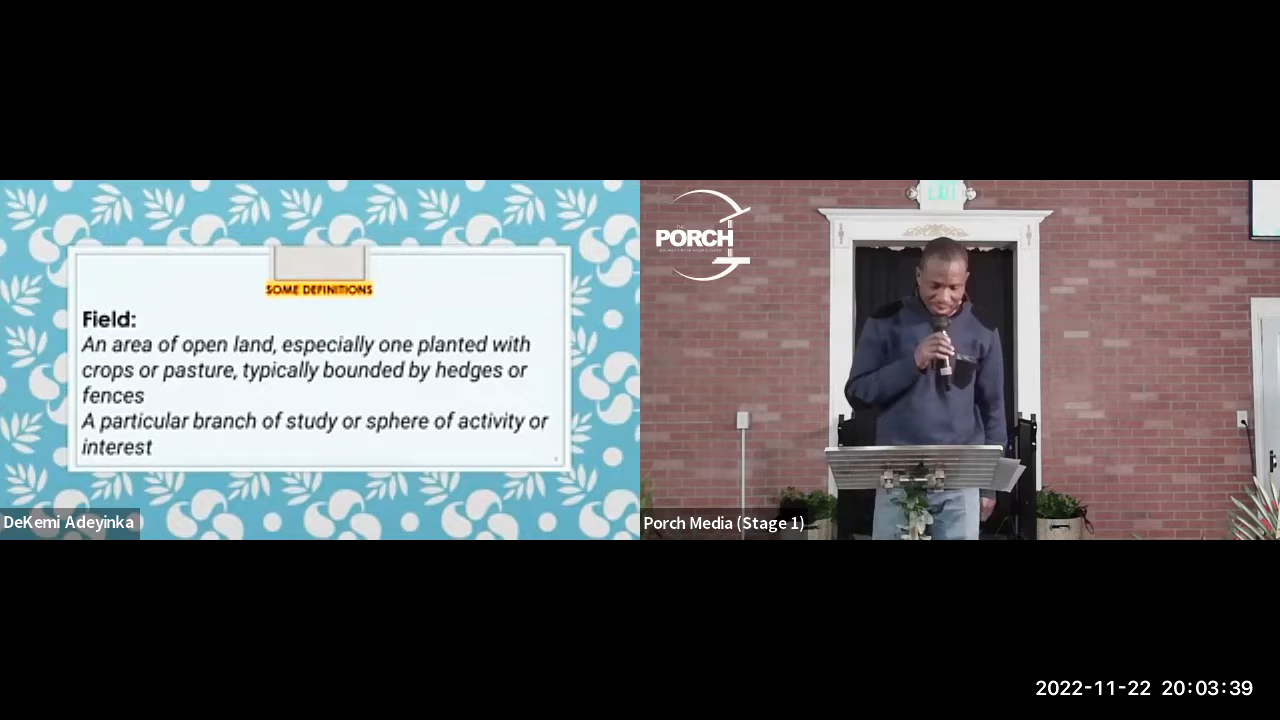 SOME DEFINITIONS
Field:
An area of open land, especially one planted with
crops or pasture, typically bounded by hedges or
fences
A particular branch of study or sphere of activity or
interest
DeKemi Adeyinka
EXIT
THE
PORCH
Porch Media (Stage 1)
2022-11-22 20:03:39